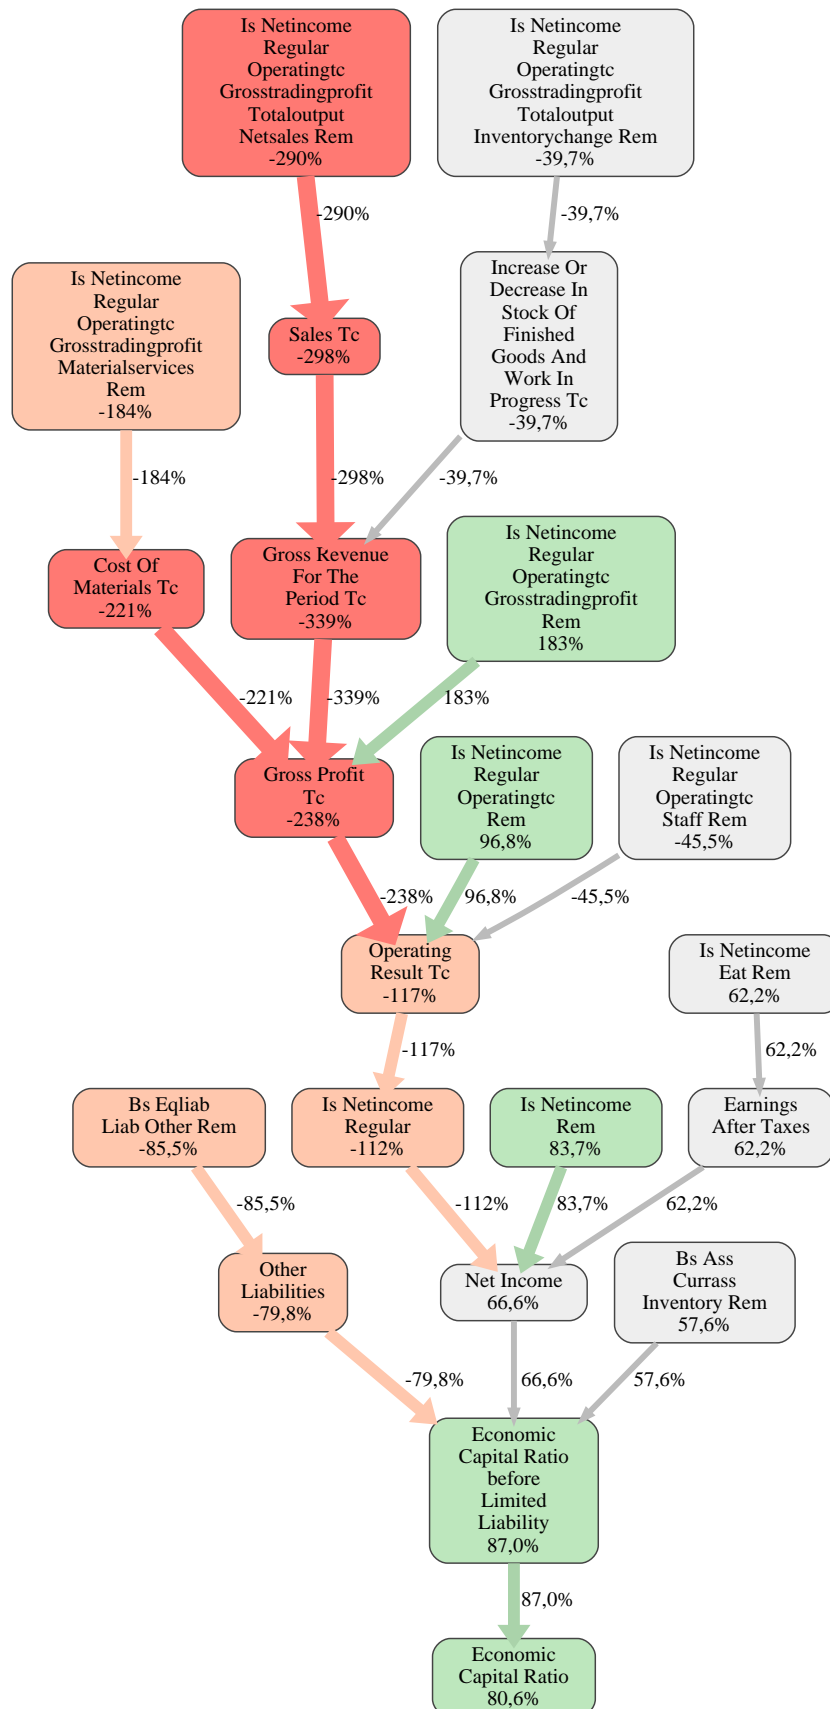 Is Netincome
Regular
Operatingtc
Grosstradingprofit
Totaloutput
Netsales Rem
-290%
Is Netincome
Regular
Operatingtc
Grosstradingprofit
Totaloutput
Inventorychange Rem
-39,7%
-290%
-39,7%
Is Netincome
Regular
Operatingtc
Grosstradingprofit
Materialservices
Rem
-184%
Sales Tc
-298%
Increase Or
Decrease In
Stock Of
Finished
Goods And
Work In
Progress Tc
-39,7%
-184%
-298%
-39,7%
Cost Of
Materials Tc
-221%
Gross Revenue
For The
Period Tc
-339%
Is Netincome
Regular
Operatingtc
Grosstradingprofit
Rem
183%
-221%
-339%
183%
Gross Profit
Tc
-238%
Is Netincome
Regular
Operatingtc
Rem
96,8%
Is Netincome
Regular
Operatingtc
Staff Rem
-45,5%
-238%
96,8%
-45,5%
Operating
Result Tc
-117%
Is Netincome
Eat Rem
62,2%
-117%
62,2%
Bs Eqliab
Liab Other Rem
-85,5%
Is Netincome
Regular
-112%
Is Netincome
Rem
83,7%
Earnings
After Taxes
62,2%
-85,5%
-112%
83,7%
62,2%
Other
Liabilities
-79,8%
Net Income
66,6%
Bs Ass
Currass
Inventory Rem
57,6%
-79,8%
66,6%
57,6%
Economic
Capital Ratio
before
Limited
Liability
87,0%
87,0%
Economic
Capital Ratio
80,6%